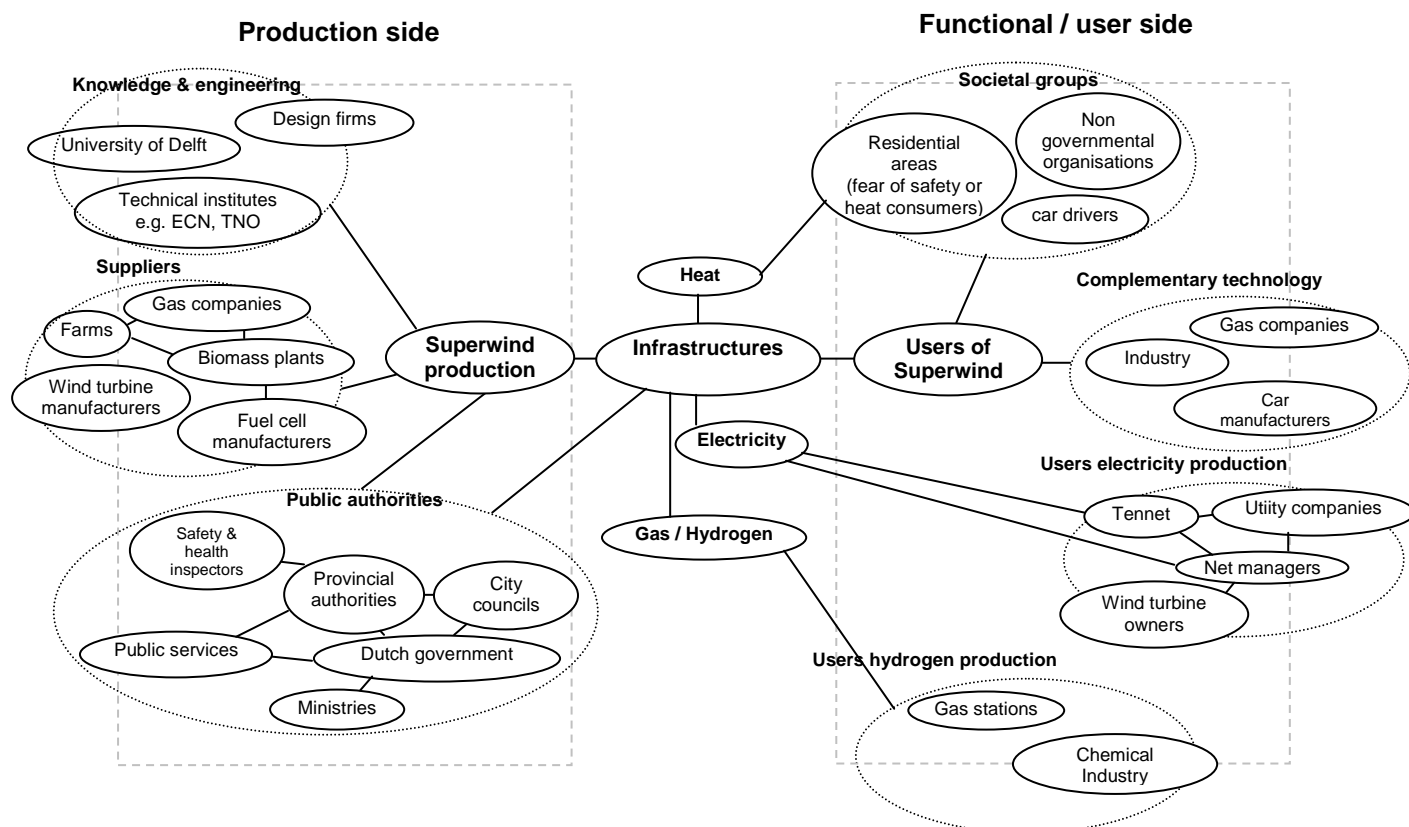 Production side
Functional / user side
Knowledge & engineering
Design firms
University of Delft
Technical institutes
e.g. ECN, TNO
Suppliers
Gas companies
Farms
Biomass plants
Wind turbine
manufacturers
Fuel cell
manufacturers
Superwind
production
Public authorities
Safety &
health
inspectors
Provincial
authorities
City
councils
Public services
Dutch government
Ministries
Heat
Infrastructures
Electricity
Gas / Hydrogen
Users of
Superwind
Societal groups
Residential
areas
(fear of safety or
heat consumers)
Non
governmental
organisations
car drivers
Complementary technology
Gas companies
Industry
Car
manufacturers
Users electricity production
Tennet
Utiity companies
Net managers
Wind turbine
owners
Users hydrogen production
Gas stations
Chemical
Industry